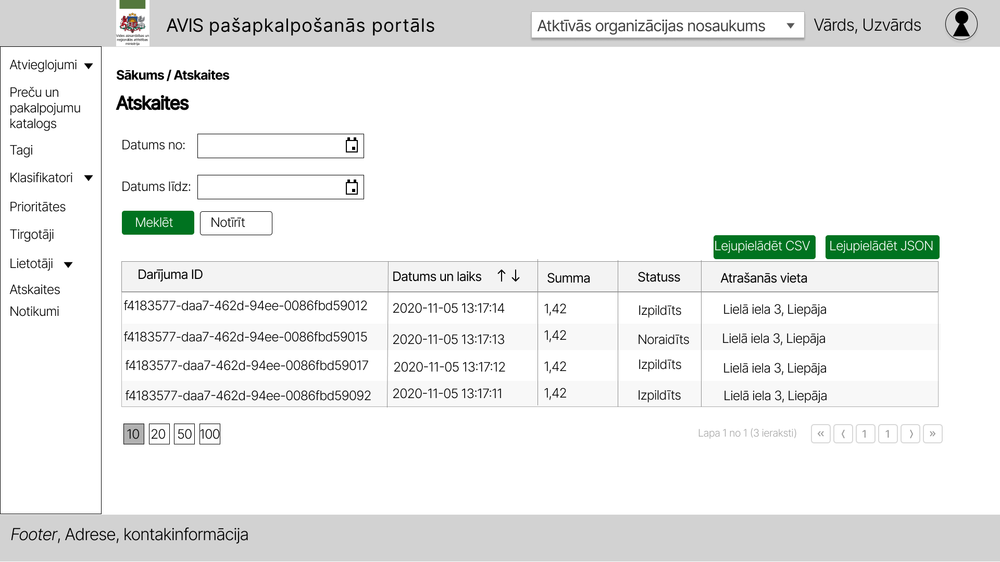 Vides aizsardzības un
reģionālās attīstības
ministrija
AVIS pašapkalpošanās portāls
Atktīvās organizācijas nosaukums
Vārds, Uzvārds
Atvieglojumi
Preču un
pakalpojumu
katalogs
Tagi
Klasifikatori
Prioritātes
Tirgotāji
Lietotāji
Atskaites
Notikumi
Sākums / Atskaites
Atskaites
Datums no:
Datums līdz:
Meklēt Notīrīt
Lejupielādēt CSV Lejupielādēt JSON
Darījuma ID Datums un laiks ↑↓ Summa Statuss Atrašanās vieta
f4183577-daa7-462d-94ee-0086fbd59012 2020-11-05 13:17:14 1,42 Izpildīts Lielā iela 3, Liepāja
f4183577-daa7-462d-94ee-0086fbd59015 2020-11-05 13:17:13 1,42 Noraidīts Lielā iela 3, Liepāja
f4183577-daa7-462d-94ee-0086fbd59017 2020-11-05 13:17:12 1,42 Izpildīts Lielā iela 3, Liepāja
f4183577-daa7-462d-94ee-0086fbd59092 2020-11-05 13:17:11 1,42 Izpildīts Lielā iela 3, Liepāja
10 20 50 100
Lapa 1 no 1 (3 ieraksti) « ⟨ 1 1 ⟩ »
Footer, Adrese, kontakinformācija